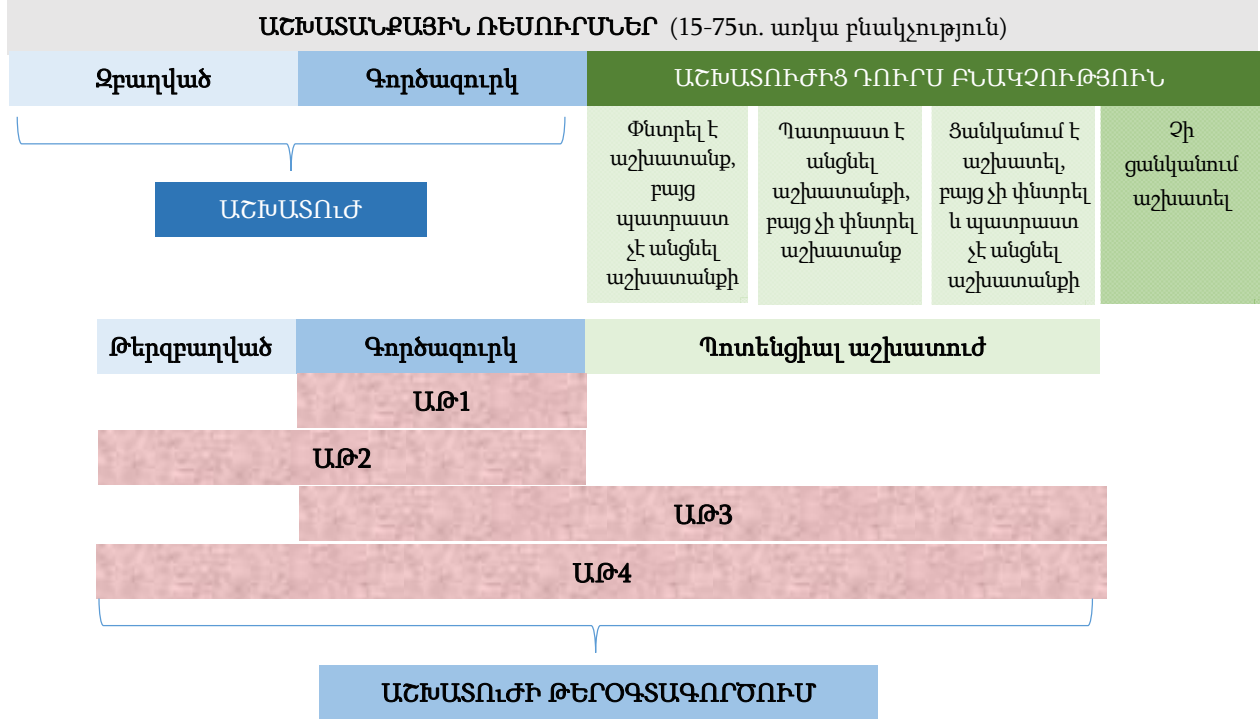 ԱՇԽԱՏԱՆՔԱՅԻՆ ՌԵՍՈՒՐՍՆԵՐ (15-75տ. առկա բնակչություն)
Զբաղված
Գործազուրկ
ԱՇԽԱՏՈՒԺԻՑ ԴՈՒՐՍ ԲՆԱԿՉՈՒԹՅՈՒՆ
ԱՇԽԱՏՈւԺ
Փնտրել է
աշխատանք,
բայց
պատրաստ
չէ անցնել
աշխատանքի
Պատրաստ է
անցնել
աշխատանքի,
բայց չի փնտրել
աշխատանք
Ցանկանում է
աշխատել,
բայց չի փնտրել
և պատրաստ
չէ անցնել
աշխատանքի
Չի
ցանկանում
աշխատել
Թերզբաղված
Գործազուրկ
Պոտենցիալ աշխատուժ
ԱԹ1
ԱԹ2
ԱԹ3
ԱԹ4
ԱՇԽԱՏՈւԺԻ ԹԵՐՕԳՏԱԳՈՐԾՈՒՄ